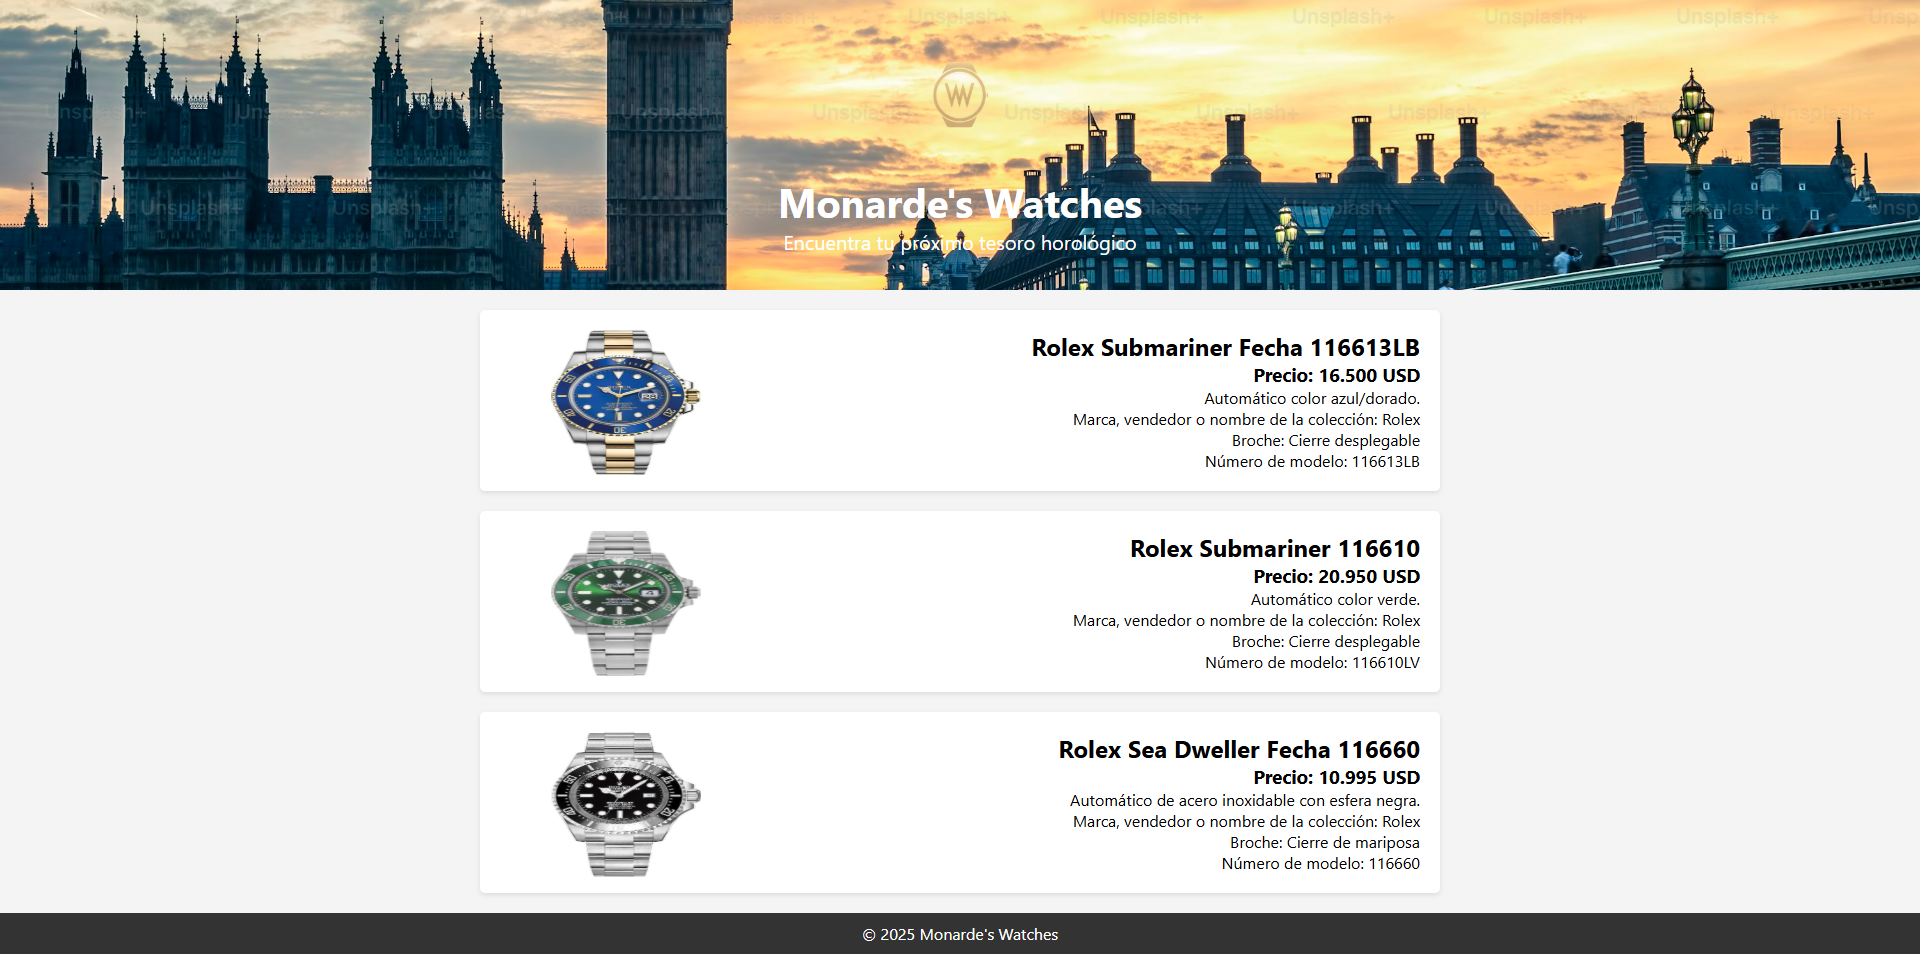 Unsplash+ Unsplash+ Unsplash+ Unsplash+ Unsplash+
W
Unsplash+ Unsplash+ Unsplash+ Unsplash+
Monarde's Watches
Encuentra tu próximo tesoro horológico
Rolex Submariner Fecha 116613LB
Precio: 16.500 USD
Automático color azul/dorado.
Marca, vendedor o nombre de la colección: Rolex
Broche: Cierre desplegable
Número de modelo: 116613LB
Rolex Submariner 116610
Precio: 20.950 USD
Automático color verde.
Marca, vendedor o nombre de la colección: Rolex
Broche: Cierre desplegable
Número de modelo: 116610LV
Rolex Sea Dweller Fecha 116660
Precio: 10.995 USD
Automático de acero inoxidable con esfera negra.
Marca, vendedor o nombre de la colección: Rolex
Broche: Cierre de mariposa
Número de modelo: 116660
© 2025 Monarde's Watches